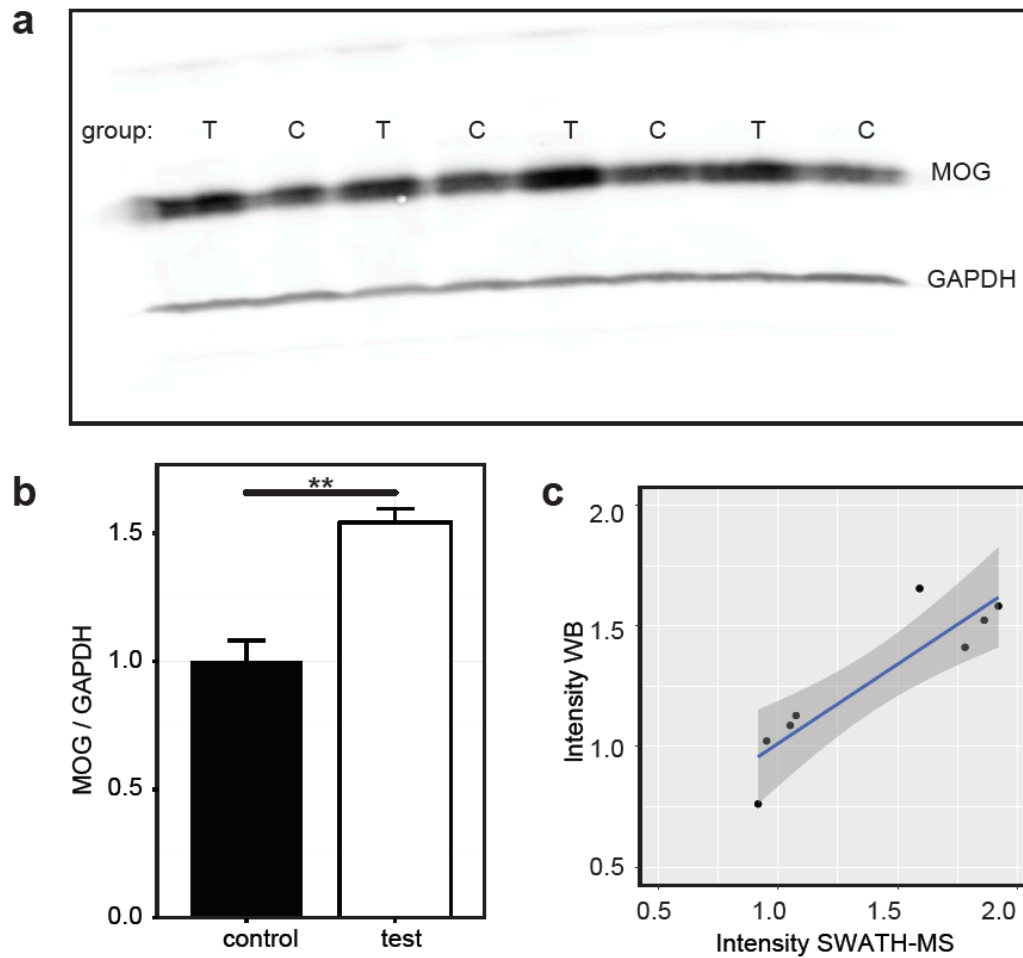 a
group: T C T C T C T C
MOG
GAPDH
b
**
1.5
1.0
0.5
0.0
MOG / GAPDH
control test
c
2.0
1.5
1.0
0.5
Intensity WB
0.5 1.0 1.5 2.0
Intensity SWATH-MS